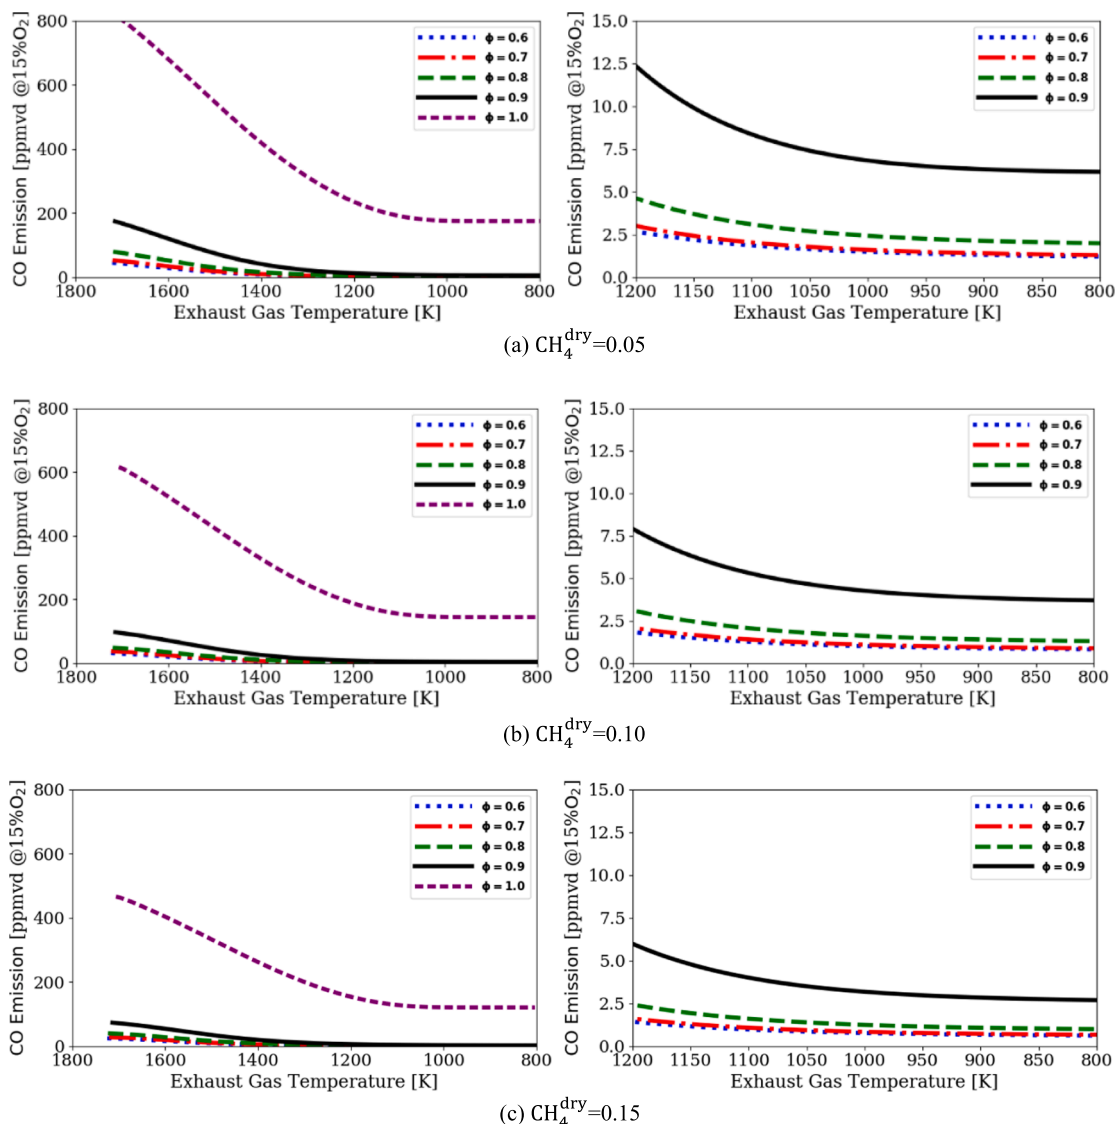 CO Emission [ppmvd @15%O₂]
800
600
400
200
0
1800 1600 1400 1200 1000 800
Exhaust Gas Temperature [K]
ϕ = 0.6
ϕ = 0.7
ϕ = 0.8
ϕ = 0.9
ϕ = 1.0
CO Emission [ppmvd @15%O₂]
15.0
12.5
10.0
7.5
5.0
2.5
0.0
1200 1150 1100 1050 1000 950 900 850 800
Exhaust Gas Temperature [K]
ϕ = 0.6
ϕ = 0.7
ϕ = 0.8
ϕ = 0.9
(a) CH₄^dry=0.05
CO Emission [ppmvd @15%O₂]
800
600
400
200
0
1800 1600 1400 1200 1000 800
Exhaust Gas Temperature [K]
ϕ = 0.6
ϕ = 0.7
ϕ = 0.8
ϕ = 0.9
ϕ = 1.0
CO Emission [ppmvd @15%O₂]
15.0
12.5
10.0
7.5
5.0
2.5
0.0
1200 1150 1100 1050 1000 950 900 850 800
Exhaust Gas Temperature [K]
ϕ = 0.6
ϕ = 0.7
ϕ = 0.8
ϕ = 0.9
(b) CH₄^dry=0.10
CO Emission [ppmvd @15%O₂]
800
600
400
200
0
1800 1600 1400 1200 1000 800
Exhaust Gas Temperature [K]
ϕ = 0.6
ϕ = 0.7
ϕ = 0.8
ϕ = 0.9
ϕ = 1.0
CO Emission [ppmvd @15%O₂]
15.0
12.5
10.0
7.5
5.0
2.5
0.0
1200 1150 1100 1050 1000 950 900 850 800
Exhaust Gas Temperature [K]
ϕ = 0.6
ϕ = 0.7
ϕ = 0.8
ϕ = 0.9
(c) CH₄^dry=0.15